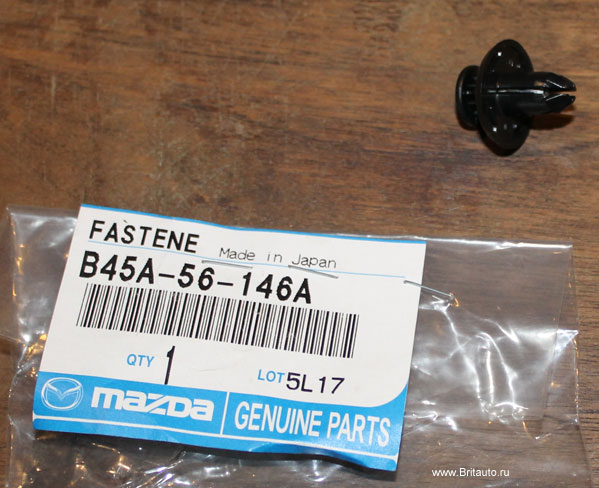 FASTENE
Made in Japan
B45A-56-146A
QTY 1
LOT 5L17
mazda GENUINE PARTS
www.Britauto.ru